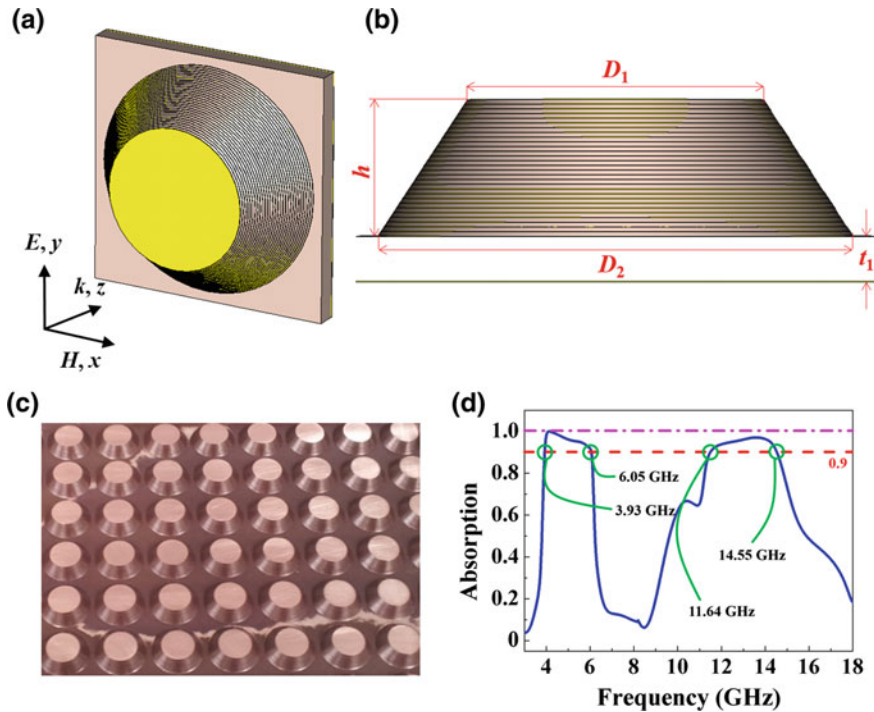 (a)
E, y
k, z
H, x
(b)
D1
h
D2
t1
(c)
(d)
Absorption
1.0
0.8
0.6
0.4
0.2
0
0.9
6.05 GHz
3.93 GHz
14.55 GHz
11.64 GHz
4 6 8 10 12 14 16 18
Frequency (GHz)